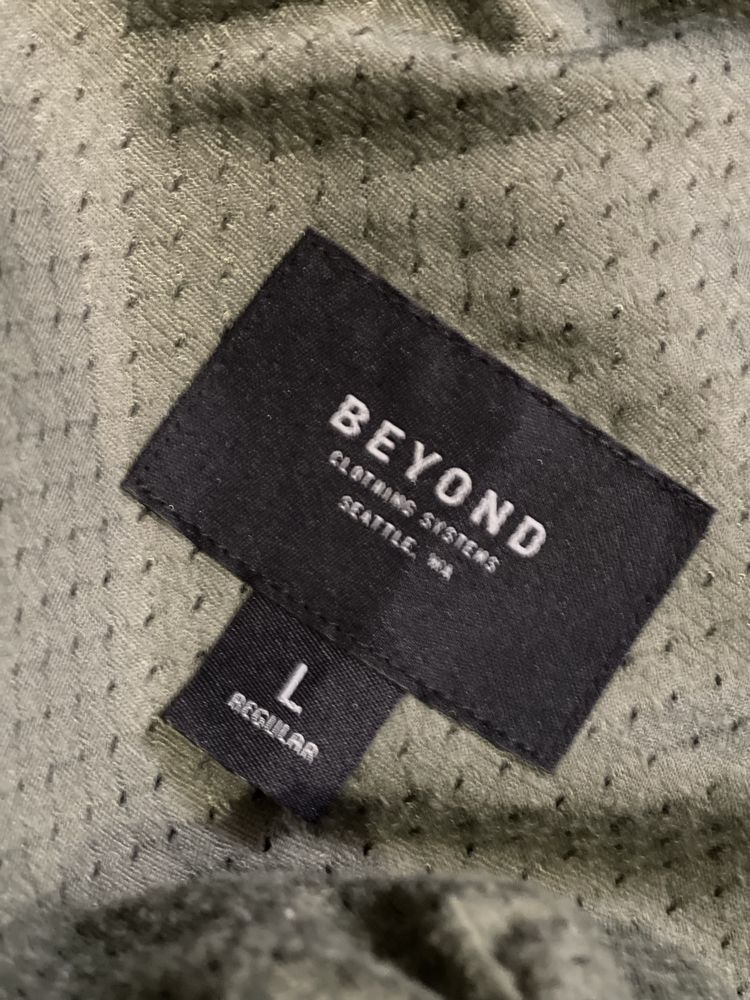 BEYOND
CLOTHING SYSTEMS
SEATTLE, WA
L
REGULAR